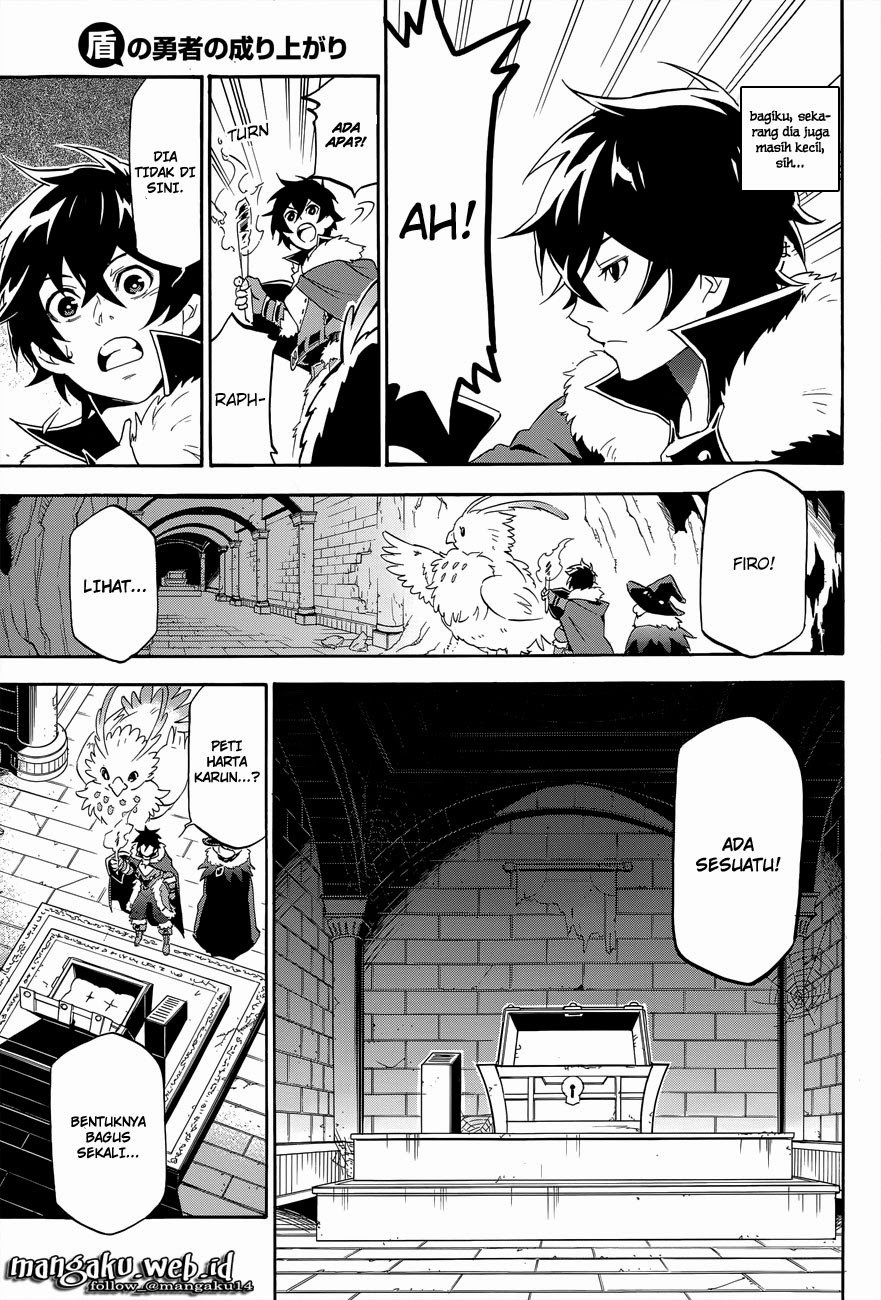 盾の勇者の成り上がり
bagiku, seka-
rang dia juga
masih kecil,
sih...
AH!
ADA
APA?!
TURN
RAPH-
DIA
TIDAK DI
SINI.
FIRO!
LIHAT...
ADA
SESUATU!
PETI
HARTA
KARUN...?
BENTUKNYA
BAGUS
SEKALI...
mangaku.web.id
follow_@mangaku14